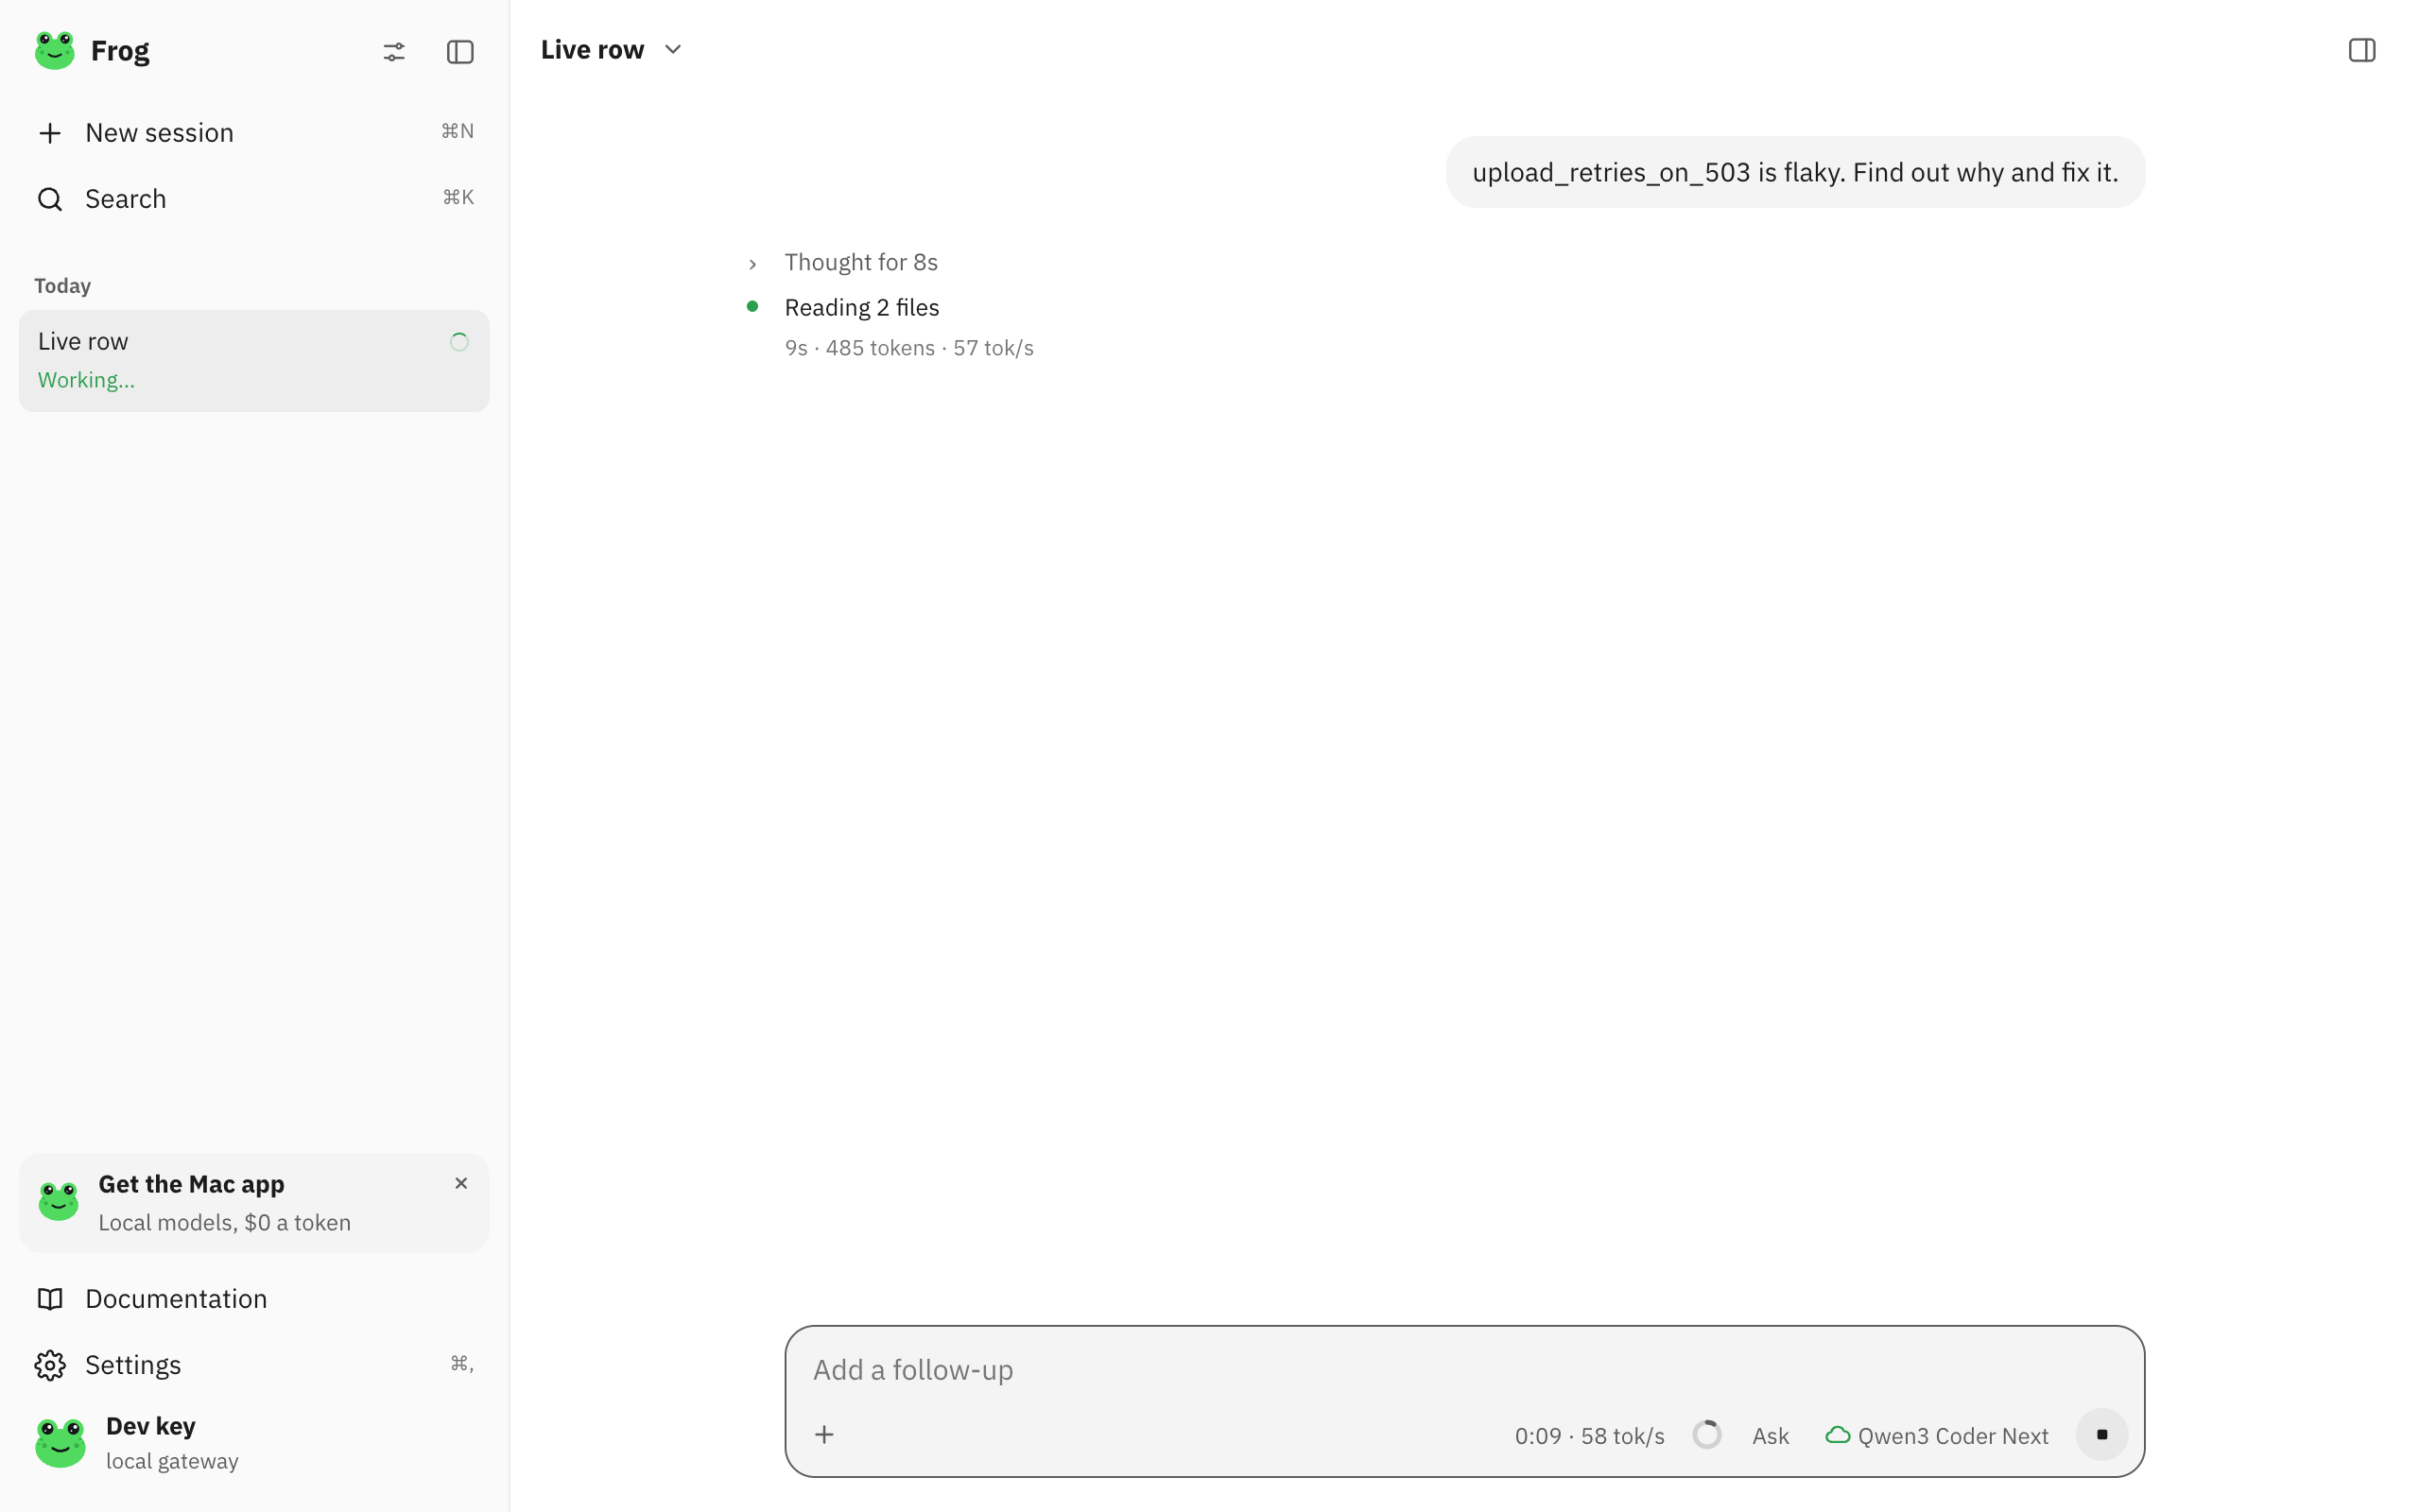 Frog
New session ⌘N
Search ⌘K
Today
Live row
Working...
Get the Mac app
Local models, $0 a token
Documentation
Settings ⌘,
Dev key
local gateway
Live row
upload_retries_on_503 is flaky. Find out why and fix it.
Thought for 8s
Reading 2 files
9s · 485 tokens · 57 tok/s
Add a follow-up
0:09 · 58 tok/s Ask Qwen3 Coder Next